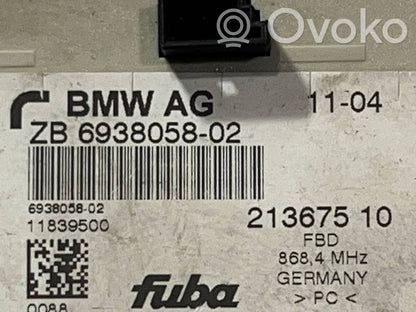 Ovoko
BMW AG 11-04
ZB 6938058-02
6938058-02
11839500
213675 10
FBD
868,4 MHz
GERMANY
> PC <
fuba
0088